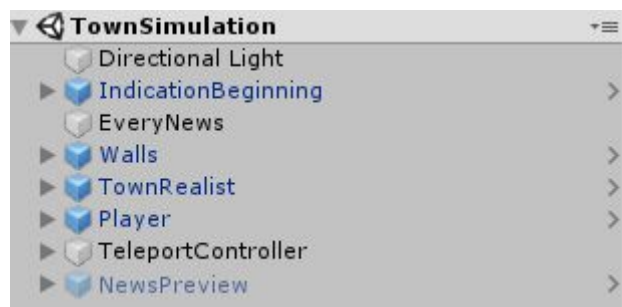 TownSimulation
Directional Light
IndicationBeginning
EveryNews
Walls
TownRealist
Player
TeleportController
NewsPreview